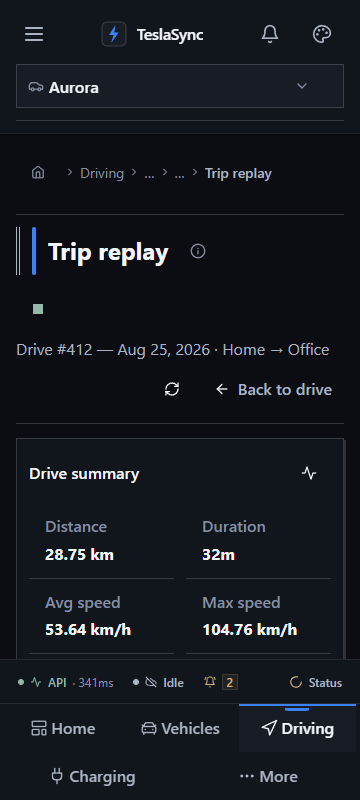 TeslaSync
Aurora
Driving › ... › ... › Trip replay
Trip replay
Drive #412 — Aug 25, 2026 · Home → Office
Back to drive
Drive summary
Distance Duration
28.75 km 32m
Avg speed Max speed
53.64 km/h 104.76 km/h
API · 341ms Idle 2 Status
Home Vehicles Driving
Charging More